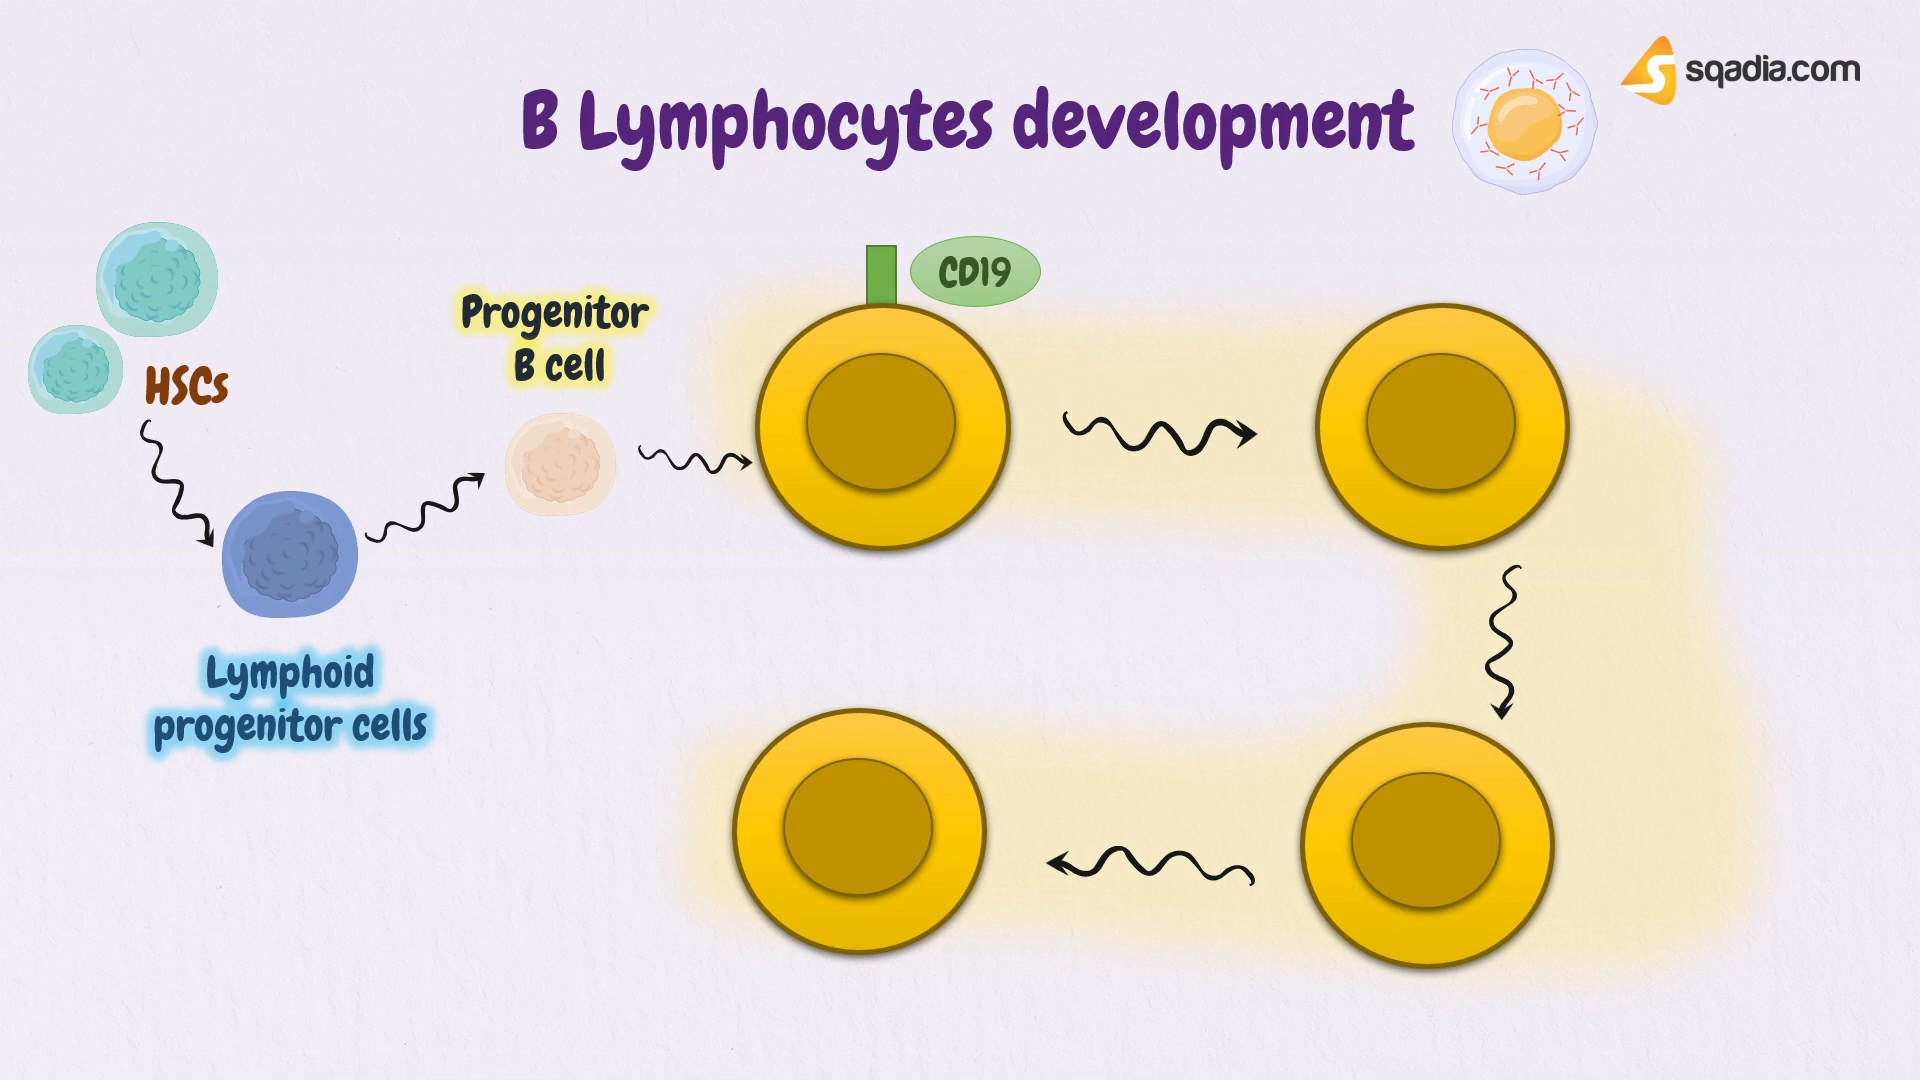 B Lymphocytes development
sqadia.com
CD19
Progenitor
B cell
HSCs
Lymphoid
progenitor cells